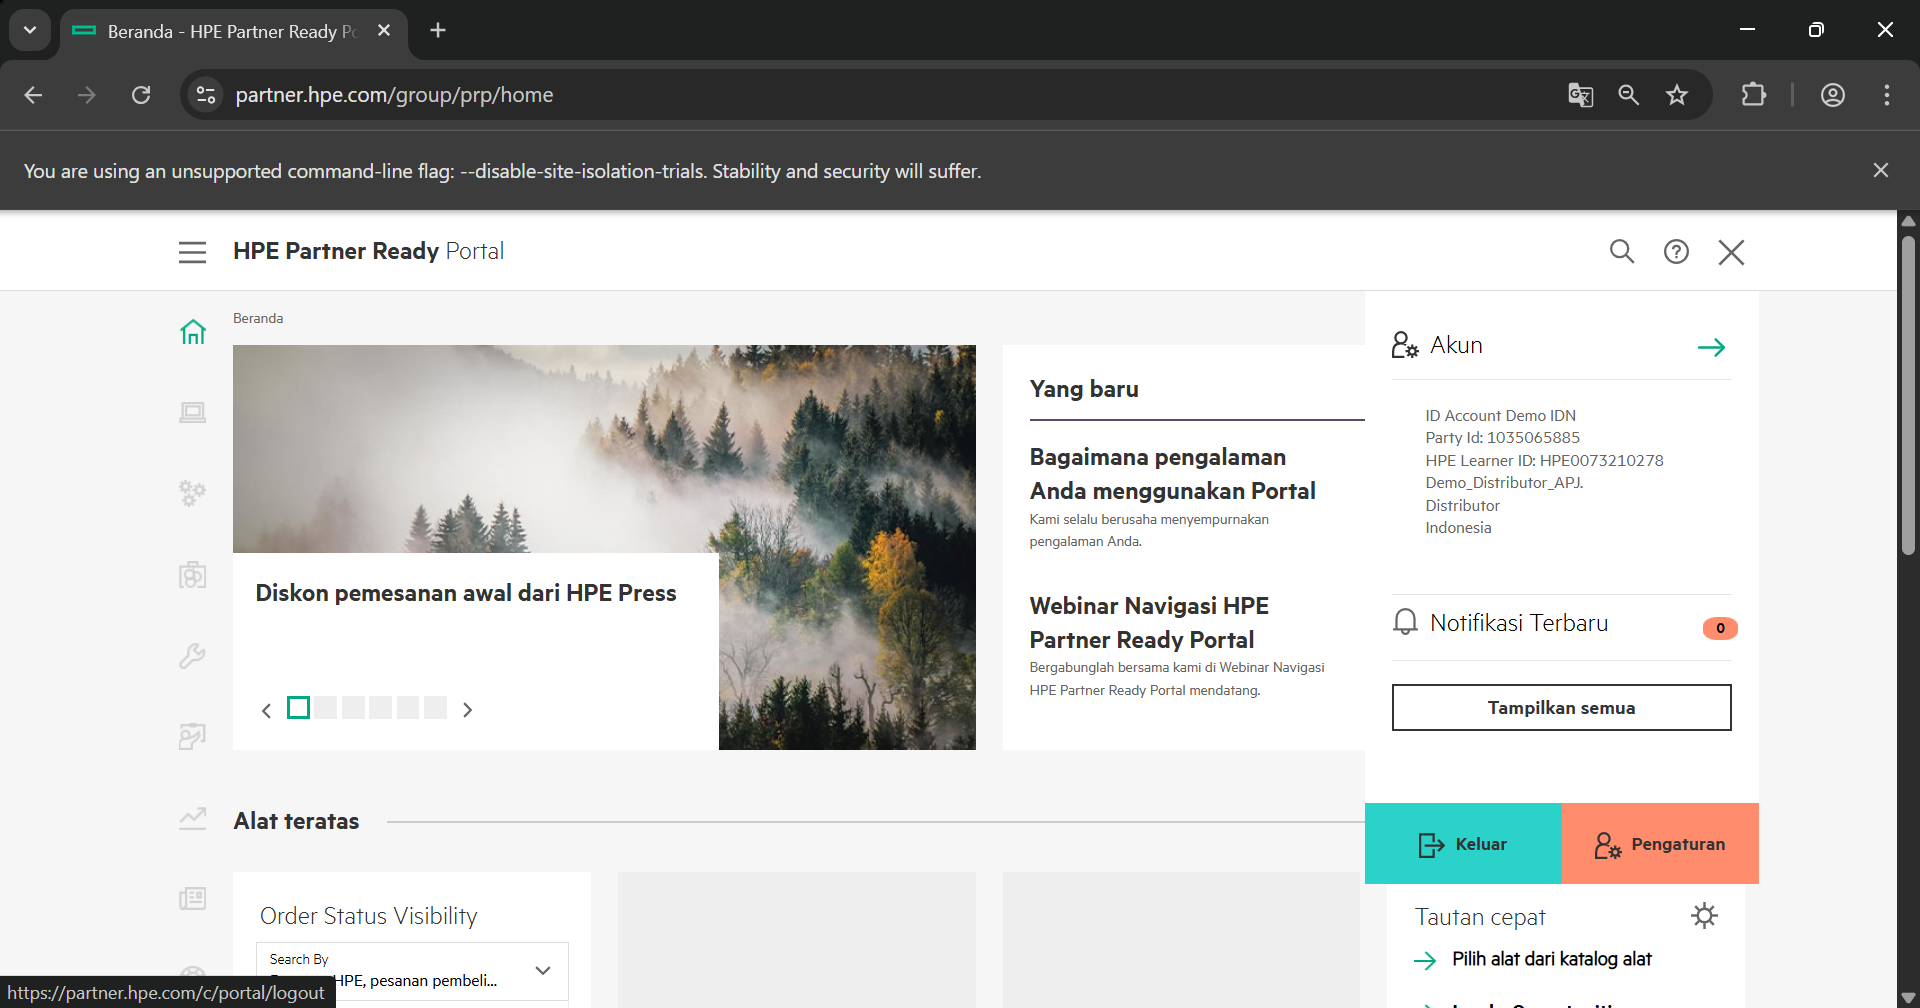 Beranda - HPE Partner Ready Po
partner.hpe.com/group/prp/home
You are using an unsupported command-line flag: --disable-site-isolation-trials. Stability and security will suffer.
HPE Partner Ready Portal
Beranda
Diskon pemesanan awal dari HPE Press
Yang baru
Bagaimana pengalaman
Anda menggunakan Portal
Kami selalu berusaha menyempurnakan
pengalaman Anda.
Webinar Navigasi HPE
Partner Ready Portal
Bergabunglah bersama kami di Webinar Navigasi
HPE Partner Ready Portal mendatang.
Akun
ID Account Demo IDN
Party Id: 1035065885
HPE Learner ID: HPE0073210278
Demo_Distributor_APJ.
Distributor
Indonesia
Notifikasi Terbaru
0
Tampilkan semua
Keluar
Pengaturan
Alat teratas
Order Status Visibility
Search By
HPE, pesanan pembeli...
Tautan cepat
Pilih alat dari katalog alat
https://partner.hpe.com/c/portal/logout